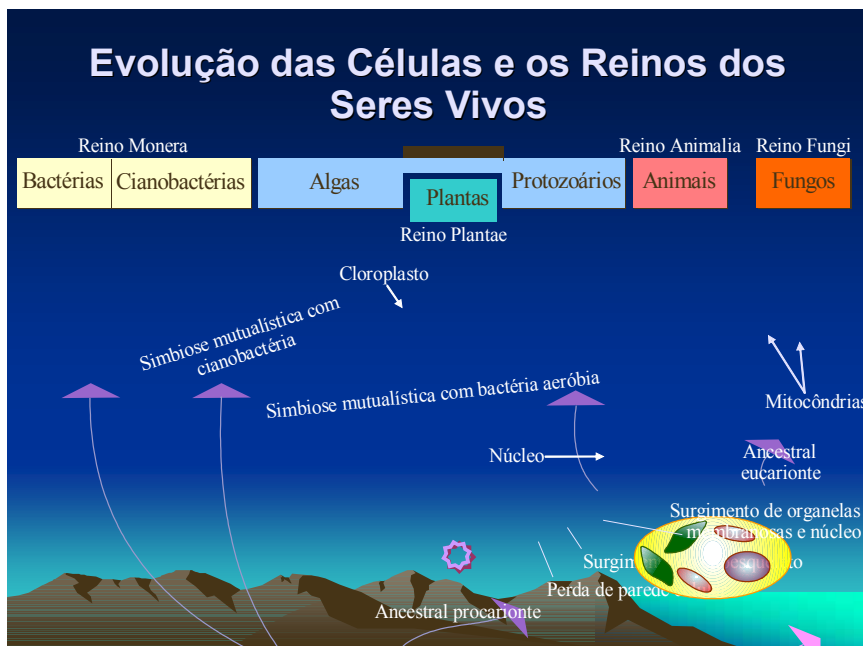 Evolução das Células e os Reinos dos
Seres Vivos
Reino Monera
Reino Animalia
Reino Fungi
Bactérias
Cianobactérias
Algas
Plantas
Protozoários
Animais
Fungos
Reino Plantae
Cloroplasto
Simbiose mutualística com
cianobactéria
Simbiose mutualística com bactéria aeróbia
Mitocôndrias
Núcleo
Ancestral
eucarionte
Surgimento de organelas
membranosas e núcleo
Perda de parede
Ancestral procarionte